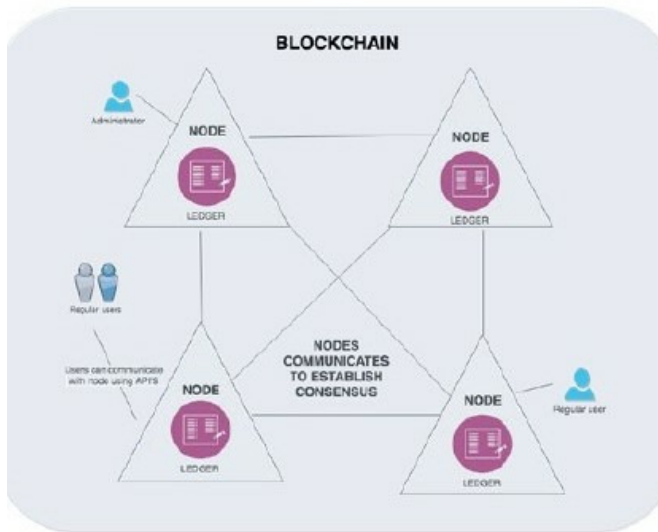 BLOCKCHAIN
Administrator
NODE
LEDGER
NODE
LEDGER
Regular users
Users can communicate
with node using API'S
NODES
COMMUNICATES
TO ESTABLISH
CONSENSUS
NODE
LEDGER
NODE
LEDGER
Regular user